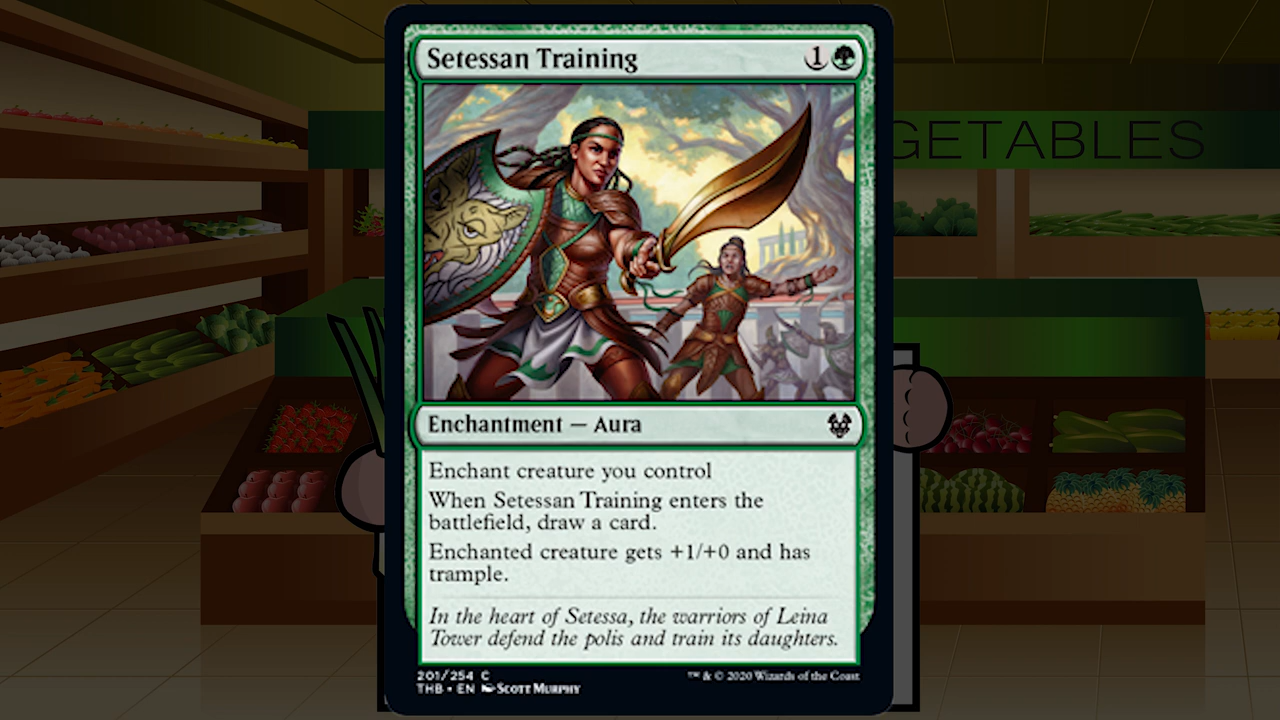 Setessan Training 1
GETABLES
Enchantment — Aura
Enchant creature you control
When Setessan Training enters the
battlefield, draw a card.
Enchanted creature gets +1/+0 and has
trample.
In the heart of Setessa, the warriors of Leina
Tower defend the polis and train its daughters.
201/254 C
THB • EN Scott Murphy
™ & © 2020 Wizards of the Coast